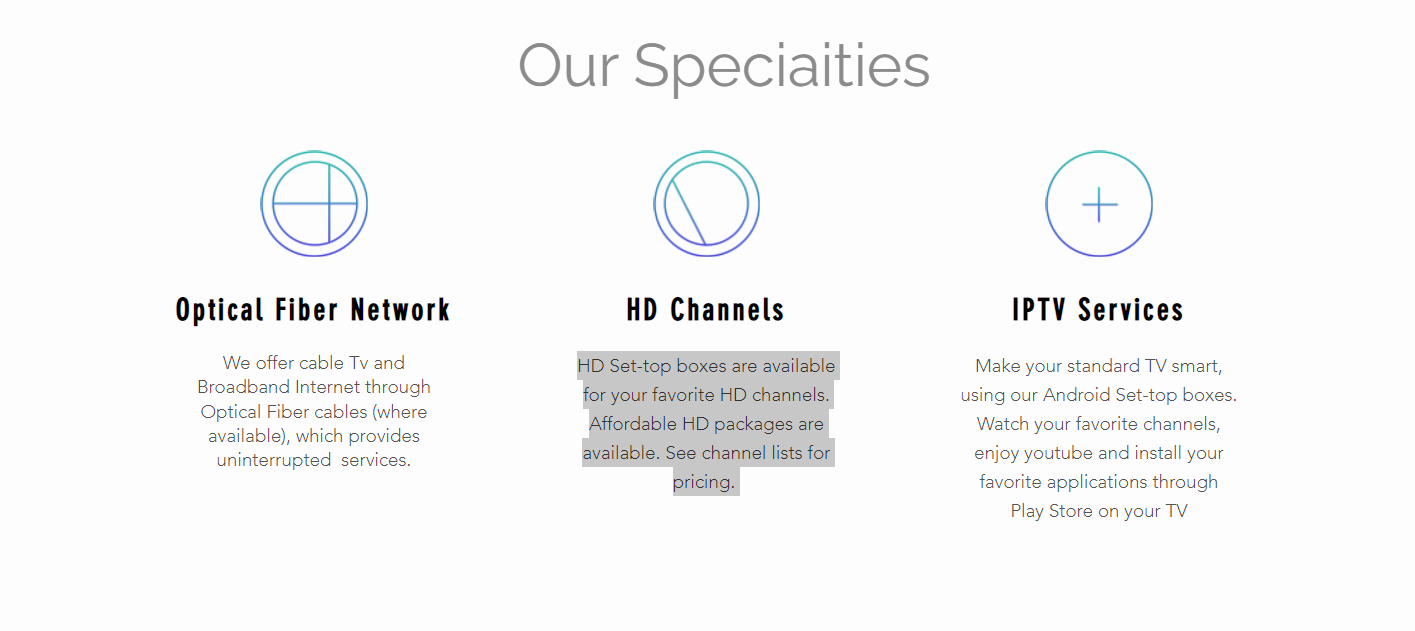 Our Speciaities
Optical Fiber Network
We offer cable Tv and
Broadband Internet through
Optical Fiber cables (where
available), which provides
uninterrupted  services.
HD Channels
HD Set-top boxes are available
for your favorite HD channels.
Affordable HD packages are
available. See channel lists for
pricing.
IPTV Services
Make your standard TV smart,
using our Android Set-top boxes.
Watch your favorite channels,
enjoy youtube and install your
favorite applications through
Play Store on your TV